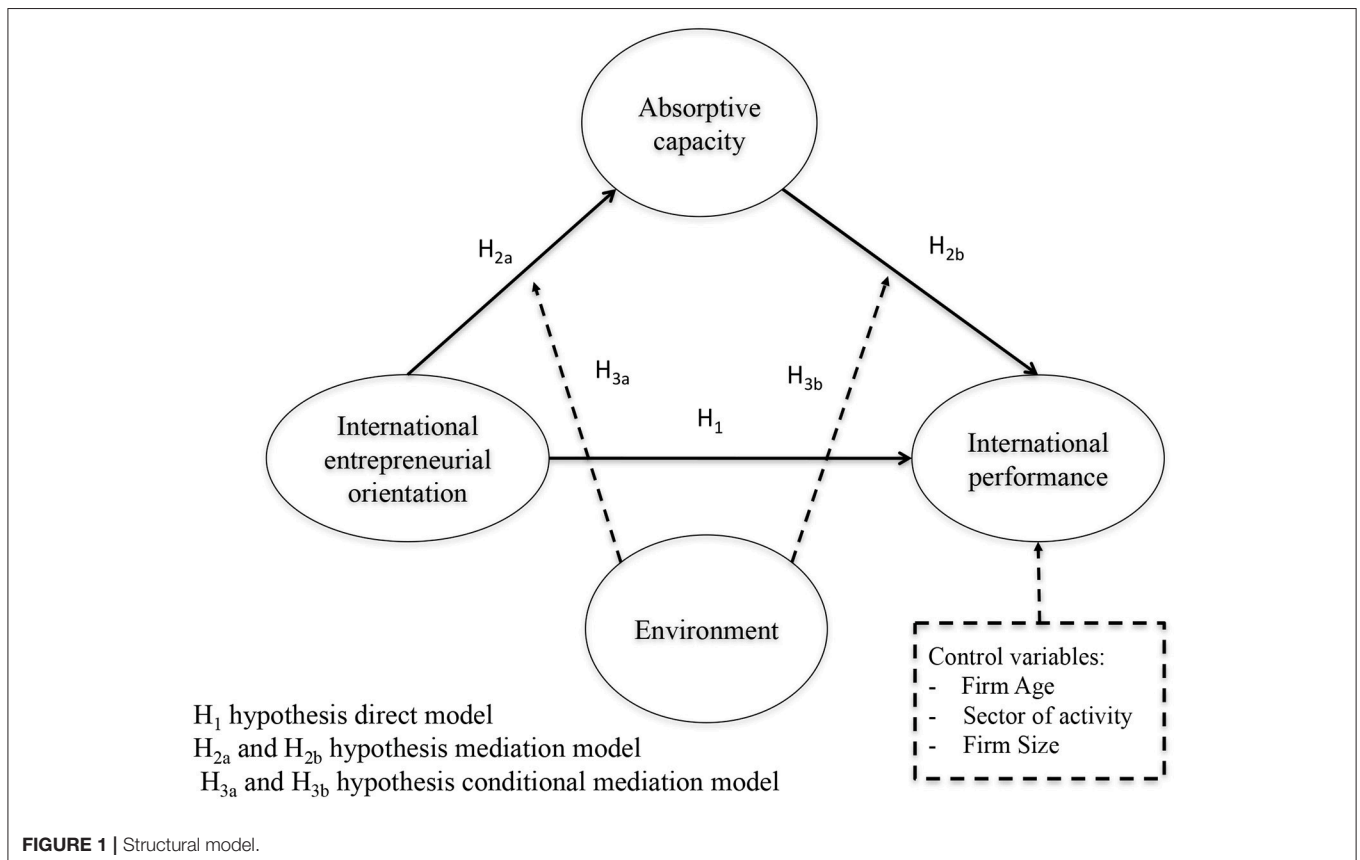 Absorptive
capacity
H2a
H2b
H3a
H3b
H1
International
entrepreneurial
orientation
International
performance
Environment
Control variables:
- Firm Age
- Sector of activity
- Firm Size
H1 hypothesis direct model
H2a and H2b hypothesis mediation model
H3a and H3b hypothesis conditional mediation model
FIGURE 1 | Structural model.